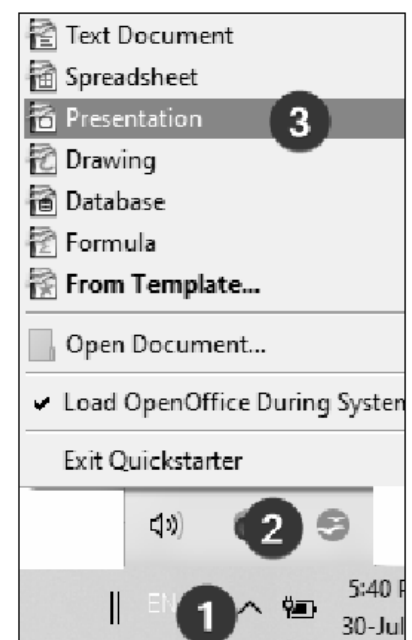 Text Document
Spreadsheet
Presentation
3
Drawing
Database
Formula
From Template...
Open Document...
Load OpenOffice During System
Exit Quickstarter
2
5:40 P
1
30-Jul